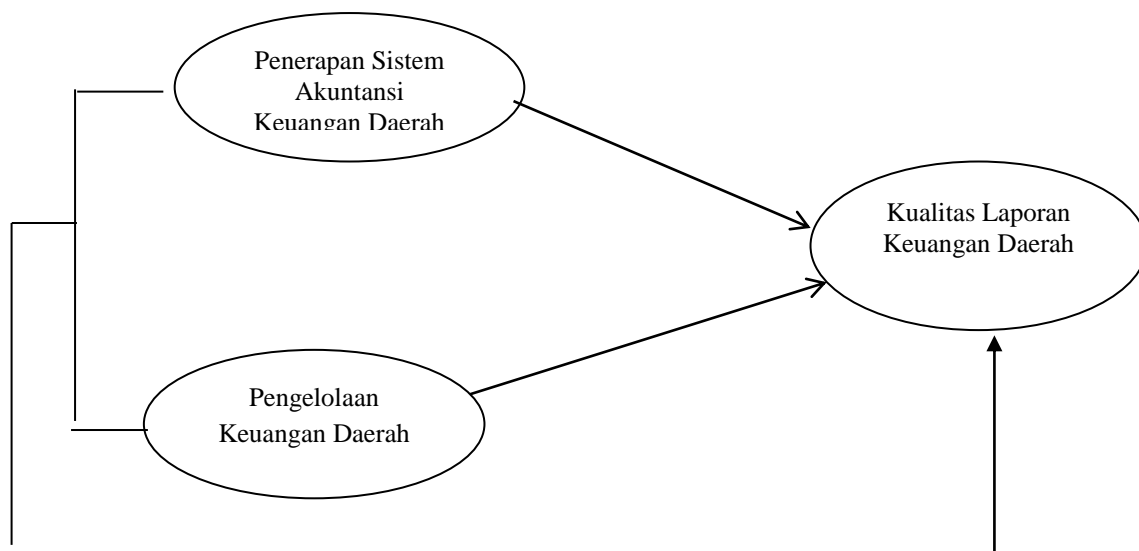 Penerapan Sistem
Akuntansi
Keuangan Daerah
Kualitas Laporan
Keuangan Daerah
Pengelolaan
Keuangan Daerah